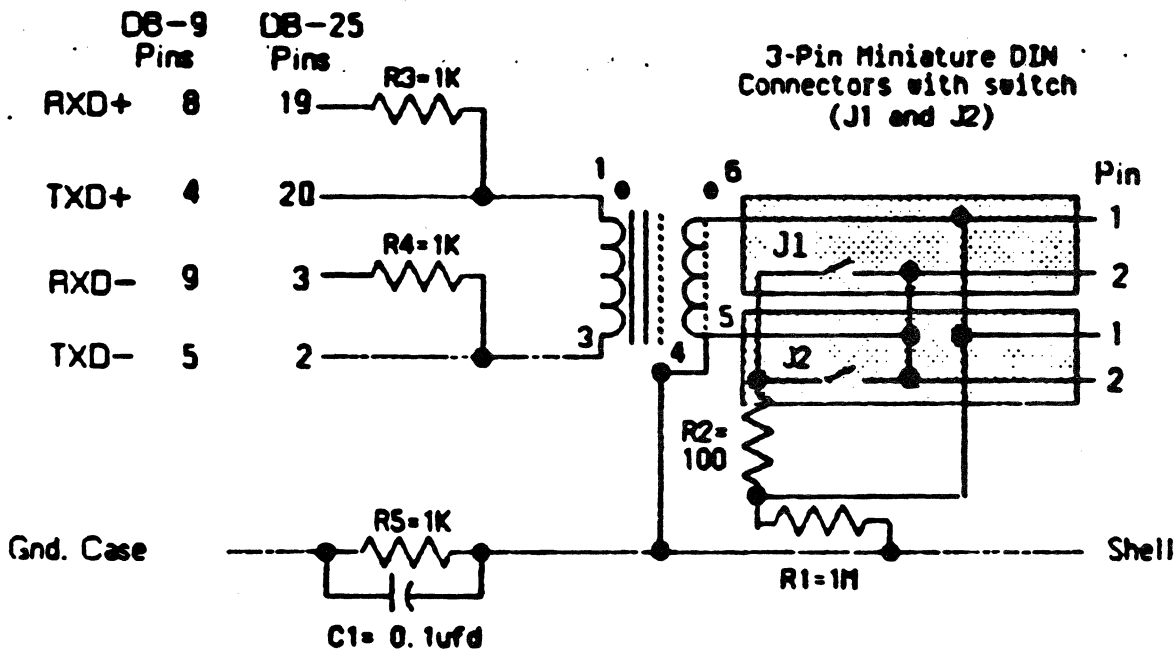 DB-9 DB-25
Pins Pins
3-Pin Miniature DIN
Connectors with switch
(J1 and J2)
R3=1K
RXD+ 8 19
1 6 Pin
TXD+ 4 20
1
R4=1K
J1
RXD- 9 3
2
5
3
1
TXD- 5 2
4
J2
2
R2=
100
R5=1K
Gnd. Case
Shell
R1=1M
C1= 0.1ufd